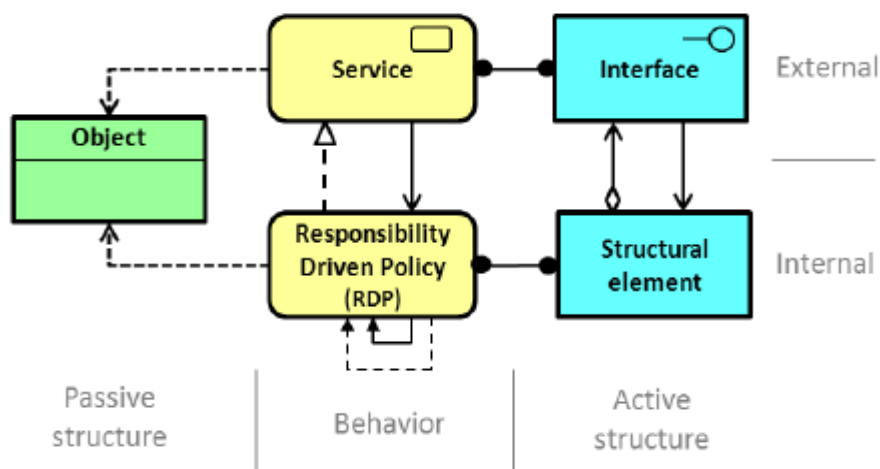 Service
Interface
External
Object
Responsibility
Driven Policy
(RDP)
Structural
element
Internal
Passive
structure
Behavior
Active
structure